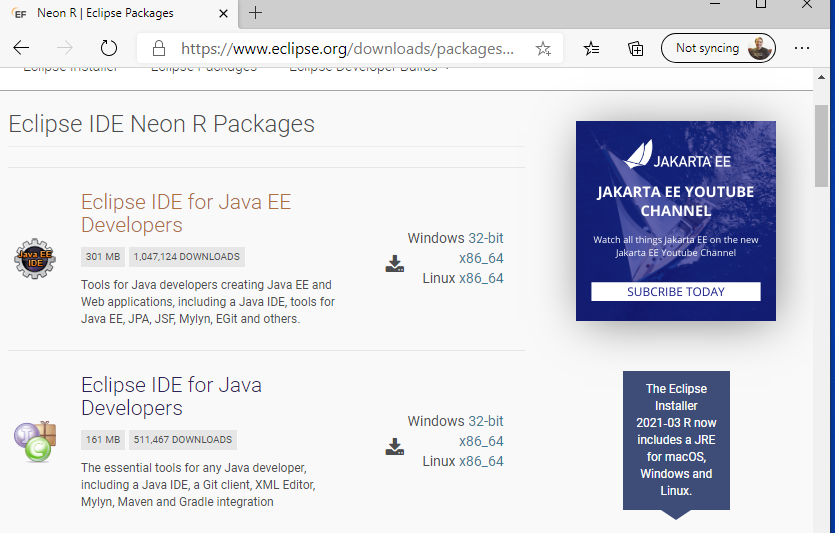 Neon R | Eclipse Packages
https://www.eclipse.org/downloads/packages...
Not syncing
Eclipse Installer Eclipse Packages Eclipse Developer Builds
Eclipse IDE Neon R Packages
Eclipse IDE for Java EE
Developers
301 MB 1,047,124 DOWNLOADS
Tools for Java developers creating Java EE and
Web applications, including a Java IDE, tools for
Java EE, JPA, JSF, Mylyn, EGit and others.
Java EE
IDE
Windows 32-bit
x86_64
Linux x86_64
Eclipse IDE for Java
Developers
161 MB 511,467 DOWNLOADS
The essential tools for any Java developer,
including a Java IDE, a Git client, XML Editor,
Mylyn, Maven and Gradle integration
J
C
Windows 32-bit
x86_64
Linux x86_64
JAKARTA EE
JAKARTA EE YOUTUBE
CHANNEL
Watch all things Jakarta EE on the new
Jakarta EE Youtube Channel
SUBCRIBE TODAY
The Eclipse
Installer
2021-03 R now
includes a JRE
for macOS,
Windows and
Linux.